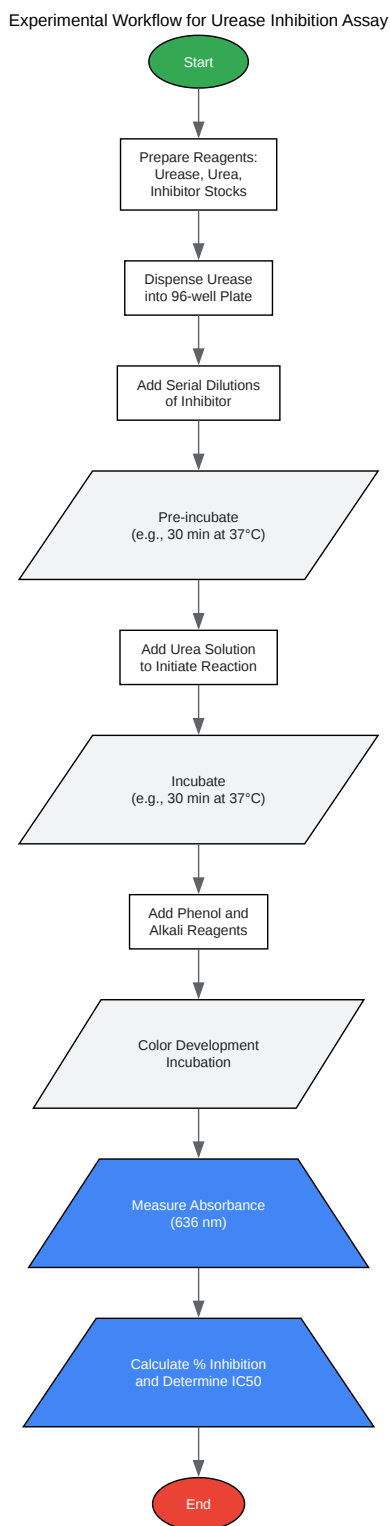 Experimental Workflow for Urease Inhibition Assay
Start
Prepare Reagents:
Urease, Urea,
Inhibitor Stocks
Dispense Urease
into 96-well Plate
Add Serial Dilutions
of Inhibitor
Pre-incubate
(e.g., 30 min at 37°C)
Add Urea Solution
to Initiate Reaction
Incubate
(e.g., 30 min at 37°C)
Add Phenol and
Alkali Reagents
Color Development
Incubation
Measure Absorbance
(636 nm)
Calculate % Inhibition
and Determine IC50
End